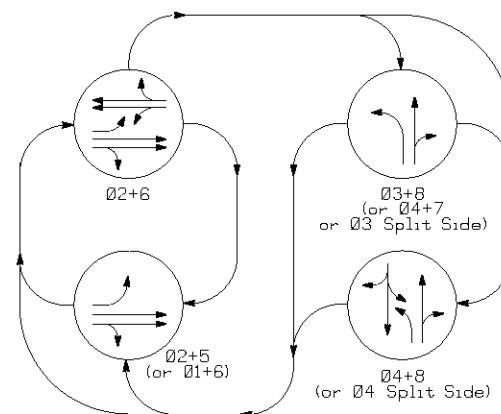 Ø2+6
Ø3+8
(or Ø4+7
or Ø3 Split Side)
Ø2+5
(or Ø1+6)
Ø4+8
(or Ø4 Split Side)